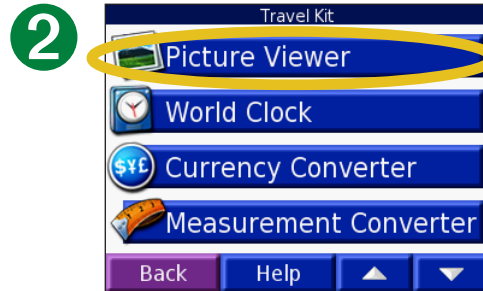 2
Travel Kit
Picture Viewer
World Clock
$¥£
Currency Converter
Measurement Converter
Back Help